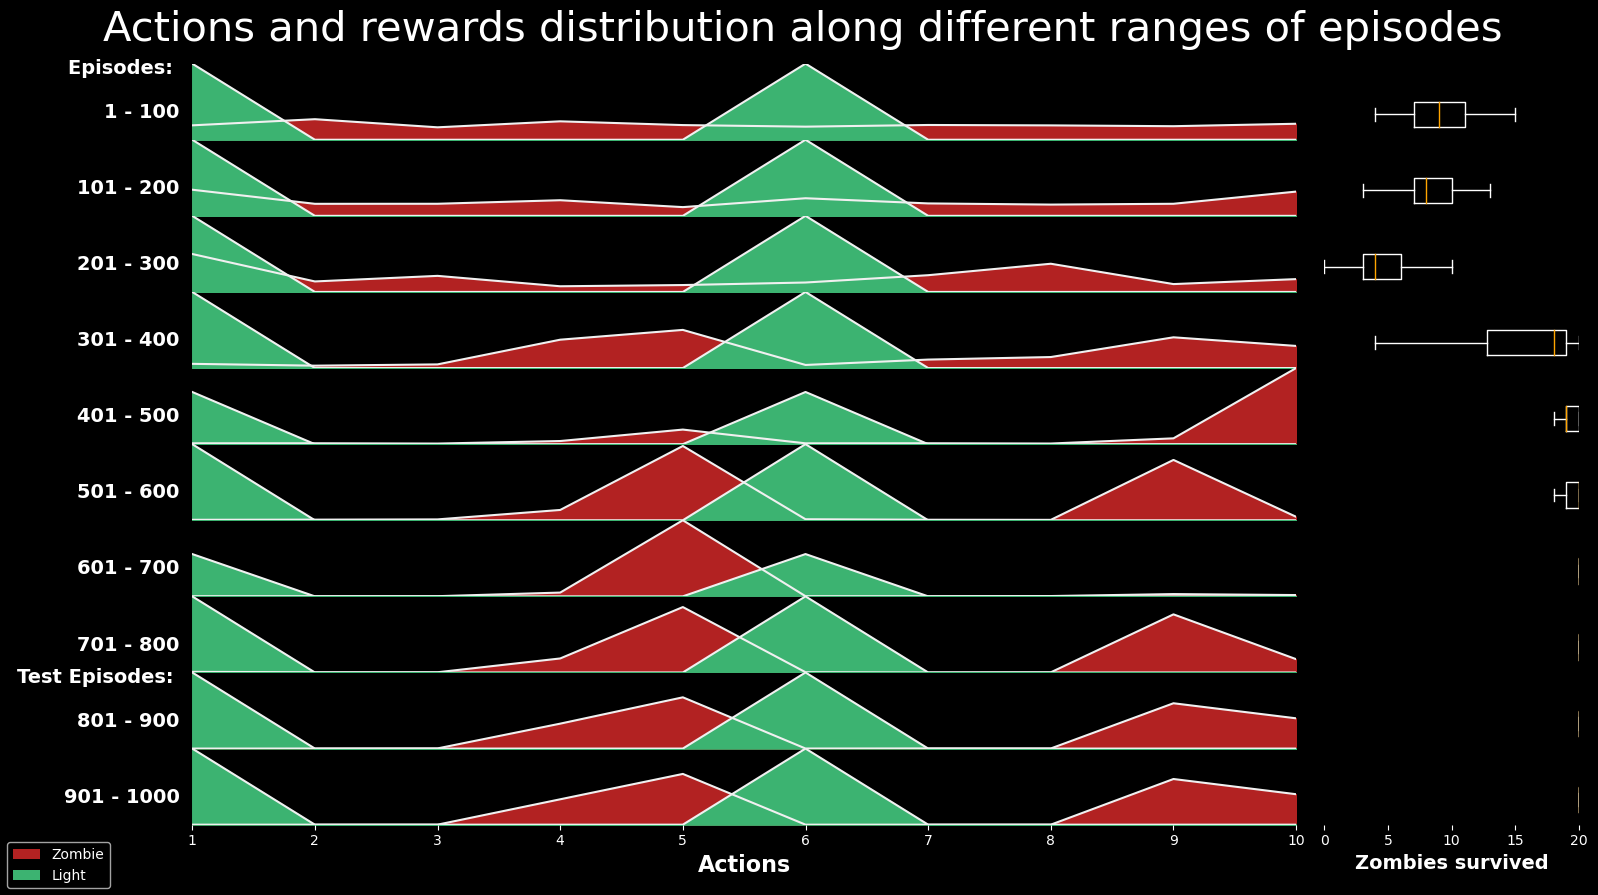 Actions and rewards distribution along different ranges of episodes
Episodes:
1 - 100
101 - 200
201 - 300
301 - 400
401 - 500
501 - 600
601 - 700
701 - 800
Test Episodes:
801 - 900
901 - 1000
1 2 3 4 5 6 7 8 9 10
0 5 10 15 20
Actions
Zombies survived
Zombie
Light